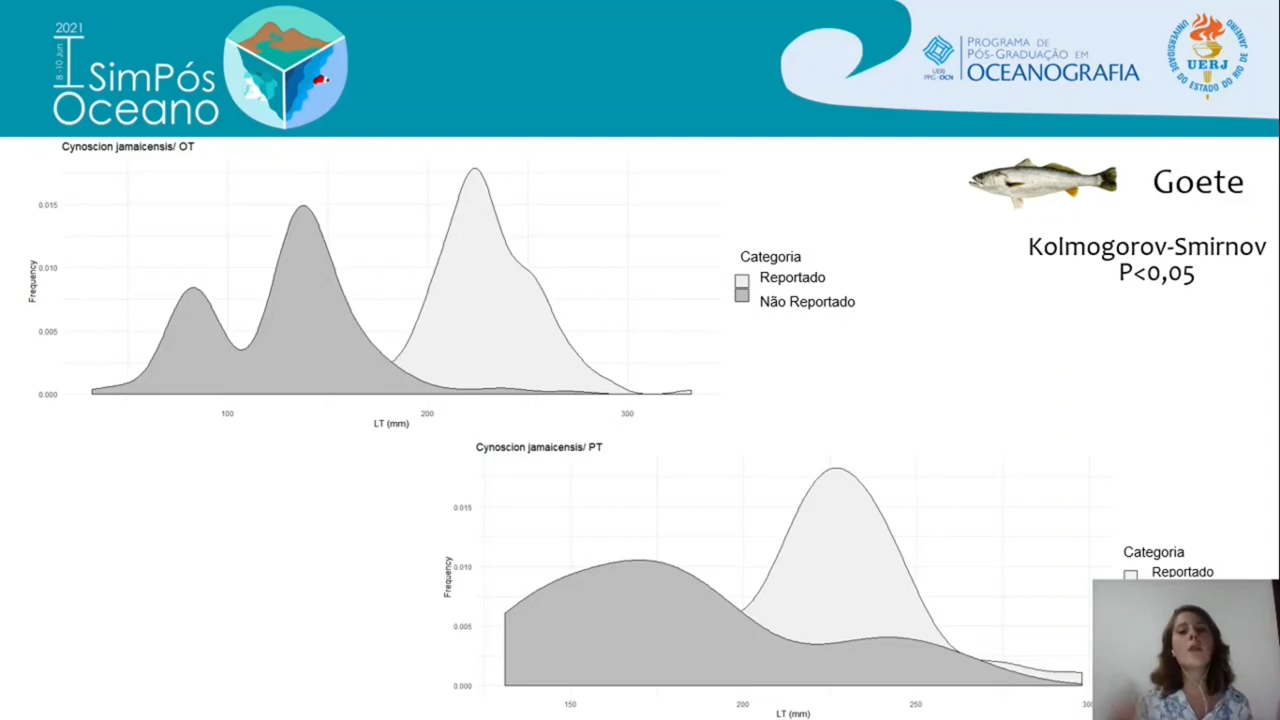 2021
8-10 Jun
I SimPós
Oceano
PROGRAMA DE
PÓS-GRADUAÇÃO EM
OCEANOGRAFIA
UERJ
PPG-OCN
UNIVERSIDADE DO ESTADO DO RIO DE JANEIRO
UERJ
Cynoscion jamaicensis/ OT
Goete
Kolmogorov-Smirnov
P<0,05
Frequency
0.015
0.010
0.005
0.000
100
200
300
LT (mm)
Categoria
Reportado
Não Reportado
Cynoscion jamaicensis/ PT
Frequency
0.015
0.010
0.005
0.000
150
200
250
LT (mm)
Categoria
Reportado